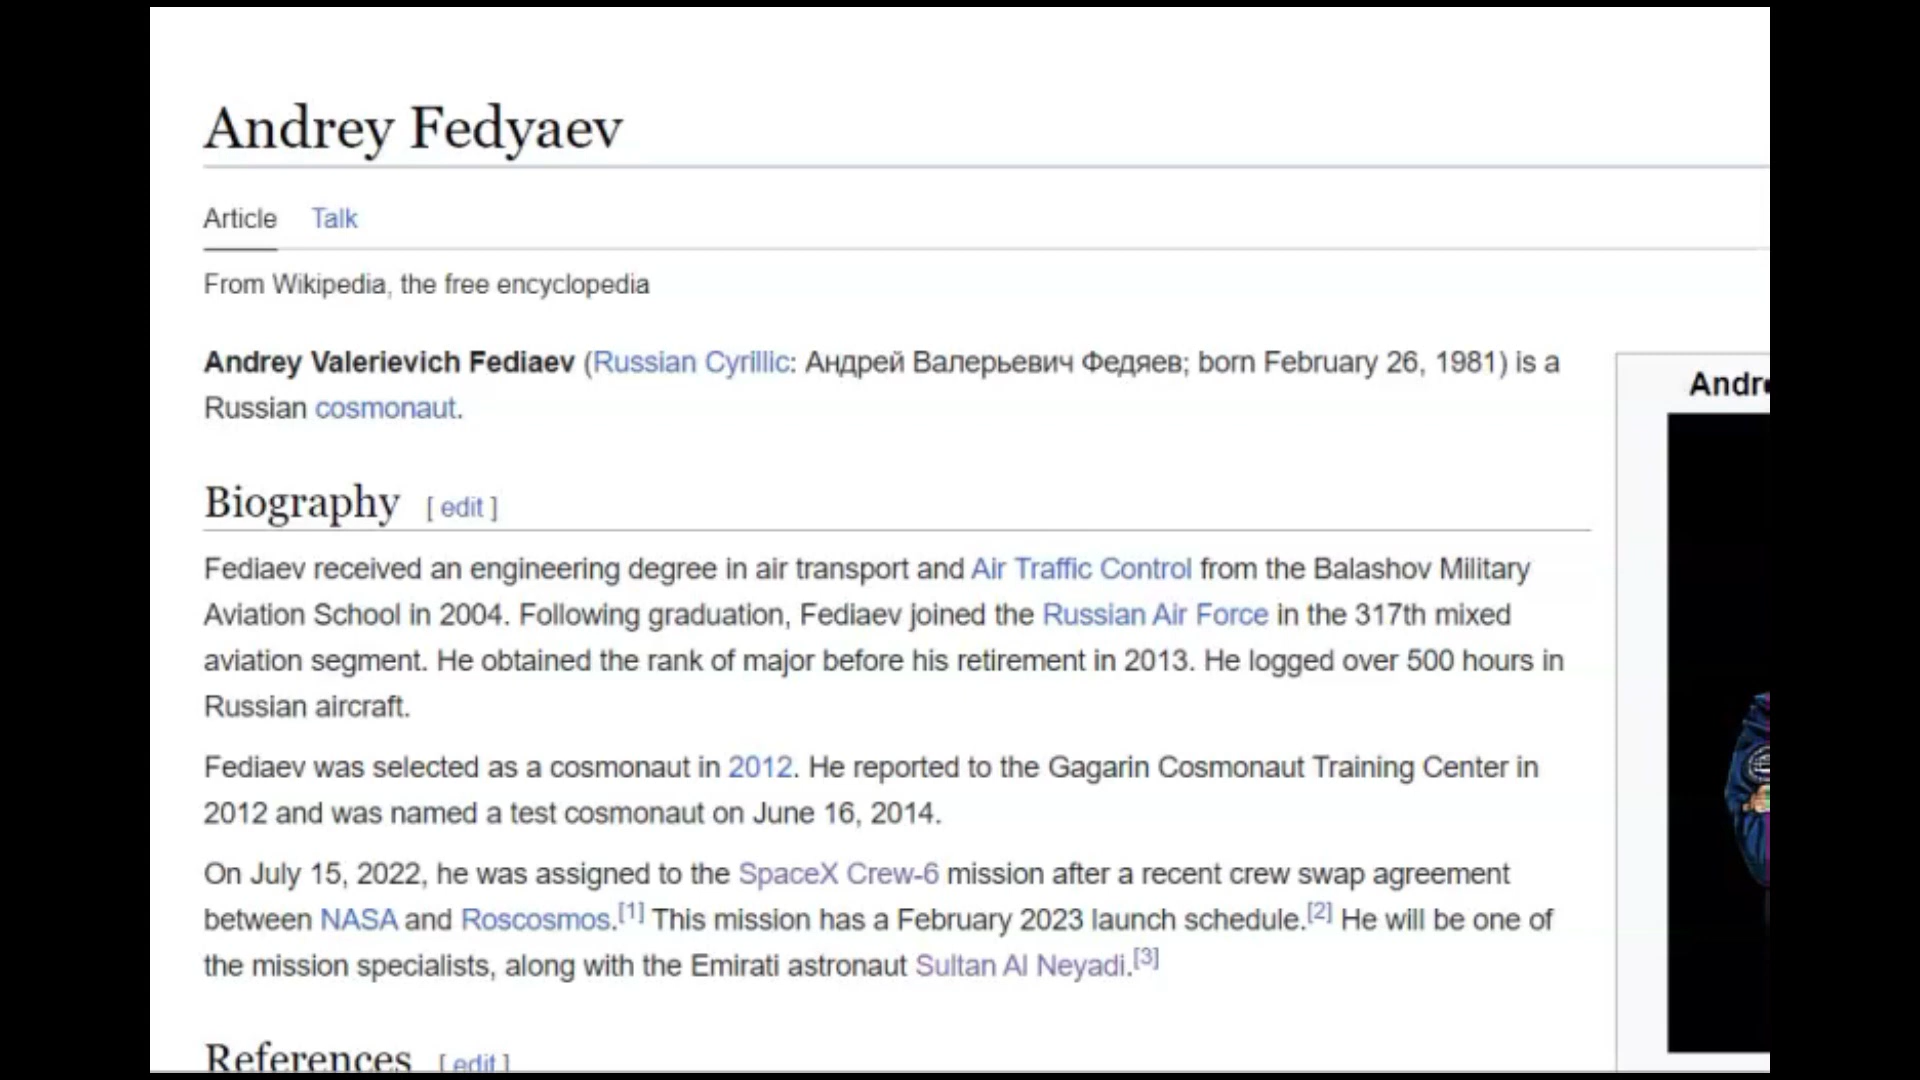 Andrey Fedyaev
Article Talk
From Wikipedia, the free encyclopedia
Andrey Valerievich Fediaev (Russian Cyrillic: Андрей Валерьевич Федяев; born February 26, 1981) is a
Russian cosmonaut.
Andr
Biography [ edit ]
Fediaev received an engineering degree in air transport and Air Traffic Control from the Balashov Military
Aviation School in 2004. Following graduation, Fediaev joined the Russian Air Force in the 317th mixed
aviation segment. He obtained the rank of major before his retirement in 2013. He logged over 500 hours in
Russian aircraft.
Fediaev was selected as a cosmonaut in 2012. He reported to the Gagarin Cosmonaut Training Center in
2012 and was named a test cosmonaut on June 16, 2014.
On July 15, 2022, he was assigned to the SpaceX Crew-6 mission after a recent crew swap agreement
between NASA and Roscosmos.[1] This mission has a February 2023 launch schedule.[2] He will be one of
the mission specialists, along with the Emirati astronaut Sultan Al Neyadi.[3]
References [ edit ]